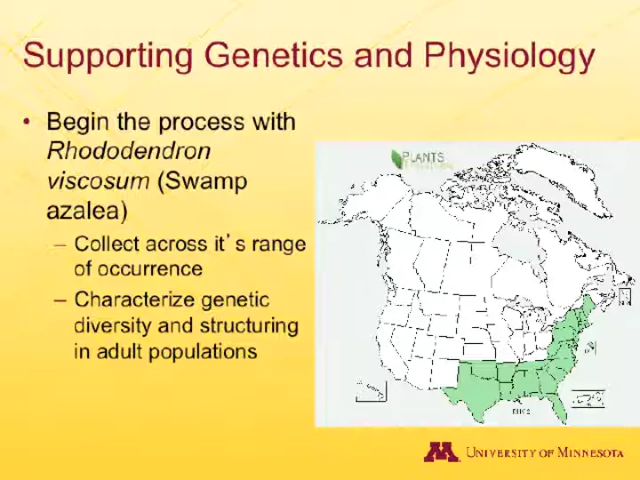 Supporting Genetics and Physiology
• Begin the process with
Rhododendron
viscosum (Swamp
azalea)
– Collect across it’s range
of occurrence
– Characterize genetic
diversity and structuring
in adult populations
PLANTS
UNIVERSITY OF MINNESOTA